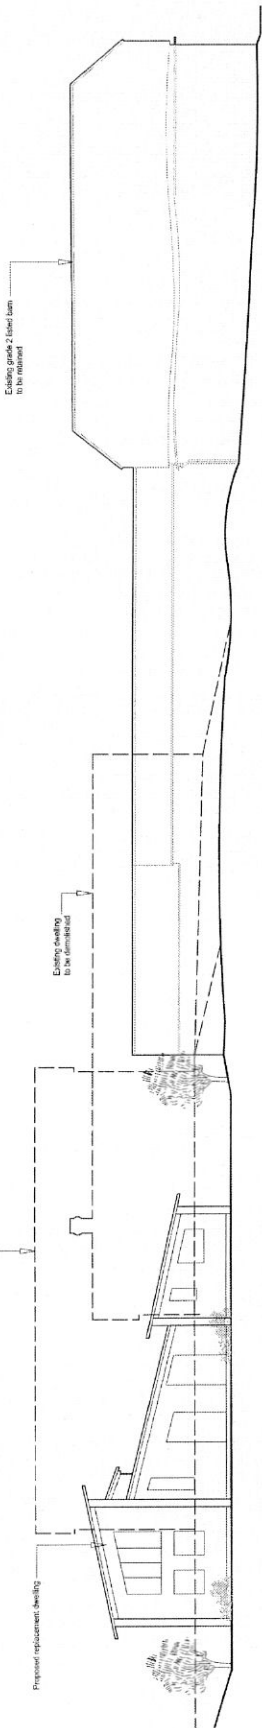 Existing grade 2 listed barn
to be retained
Existing dwelling
to be demolished
Proposed replacement dwelling